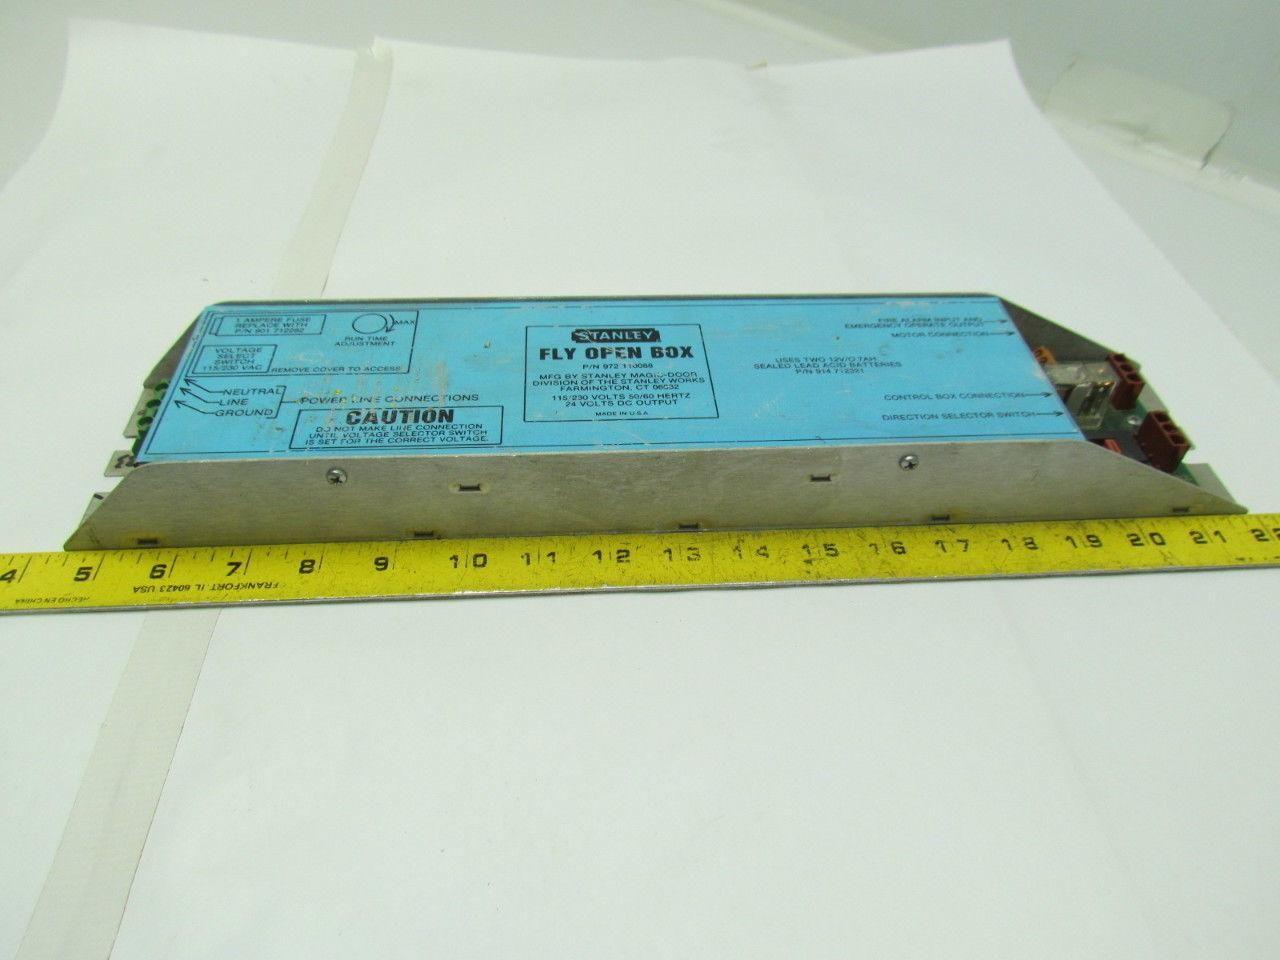 1 AMPERE FUSE
REPLACE WITH
P/N 901 712282
MAX
RUN TIME
ADJUSTMENT
VOLTAGE
SELECT
SWITCH
115/230 VAC
REMOVE COVER TO ACCESS
NEUTRAL
LINE
GROUND
POWER LINE CONNECTIONS
CAUTION
DO NOT MAKE LINE CONNECTION
UNTIL VOLTAGE SELECTOR SWITCH
IS SET FOR THE CORRECT VOLTAGE.
STANLEY
FLY OPEN BOX
P/N 972 110088
MFG BY STANLEY MAGIC-DOOR
DIVISION OF THE STANLEY WORKS
FARMINGTON, CT 06032
115/230 VOLTS 50/60 HERTZ
24 VOLTS DC OUTPUT
MADE IN U.S.A.
FIRE ALARM INPUT AND
EMERGENCY OPERATE OUTPUT
MOTOR CONNECTION
USES TWO 12V/0.7AH
SEALED LEAD ACID BATTERIES
P/N 914 712321
CONTROL BOX CONNECTION
DIRECTION SELECTOR SWITCH
4 5 6 7 8 9 10 11 12 13 14 15 16 17 18 19 20 21 22
HECHO EN CHINA
FRANKFORT IL 60423 USA